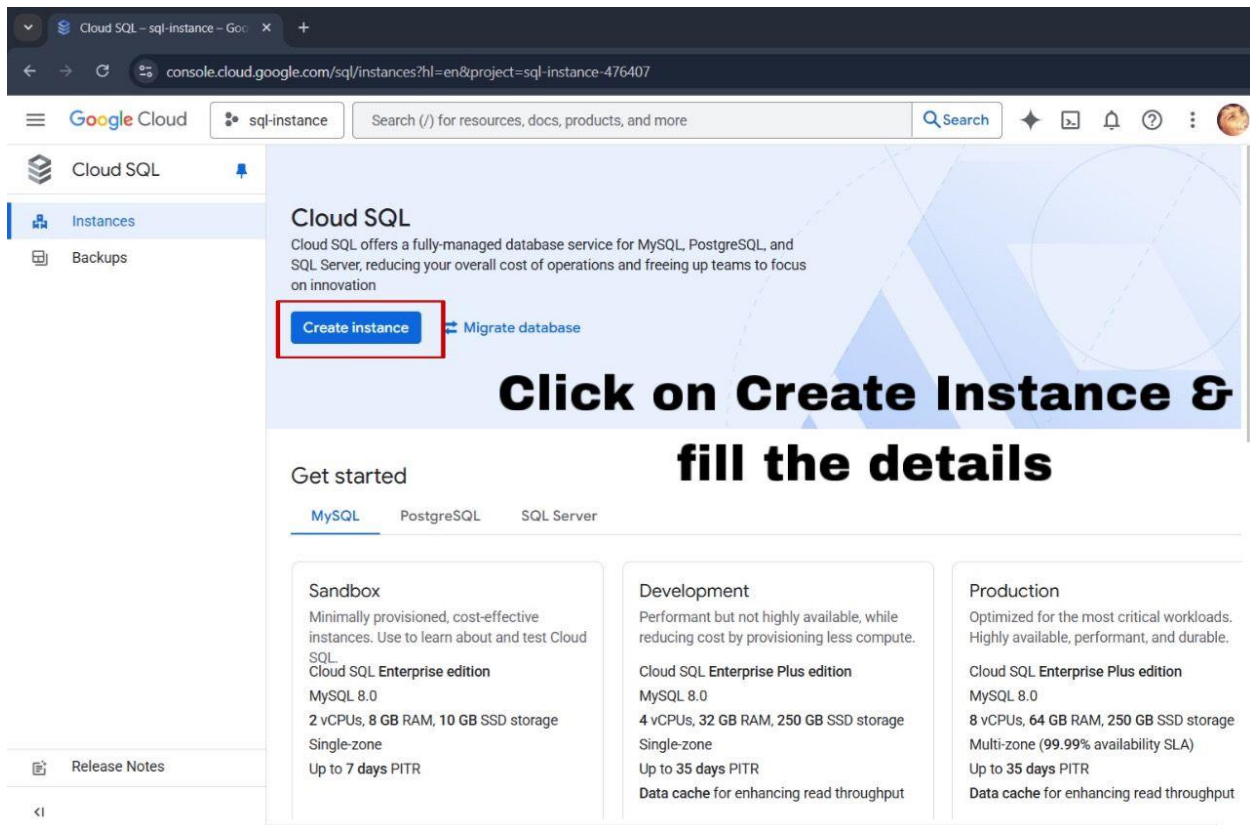 Cloud SQL – sql-instance – Goo
console.cloud.google.com/sql/instances?hl=en&project=sql-instance-476407
Google Cloud
sql-instance
Search (/) for resources, docs, products, and more
Search
Cloud SQL
Instances
Backups
Cloud SQL
Cloud SQL offers a fully-managed database service for MySQL, PostgreSQL, and
SQL Server, reducing your overall cost of operations and freeing up teams to focus
on innovation
Create instance
Migrate database
Click on Create Instance &
fill the details
Get started
MySQL PostgreSQL SQL Server
Sandbox
Minimally provisioned, cost-effective
instances. Use to learn about and test Cloud
SQL.
Cloud SQL Enterprise edition
MySQL 8.0
2 vCPUs, 8 GB RAM, 10 GB SSD storage
Single-zone
Up to 7 days PITR
Development
Performant but not highly available, while
reducing cost by provisioning less compute.
Cloud SQL Enterprise Plus edition
MySQL 8.0
4 vCPUs, 32 GB RAM, 250 GB SSD storage
Single-zone
Up to 35 days PITR
Data cache for enhancing read throughput
Production
Optimized for the most critical workloads.
Highly available, performant, and durable.
Cloud SQL Enterprise Plus edition
MySQL 8.0
8 vCPUs, 64 GB RAM, 250 GB SSD storage
Multi-zone (99.99% availability SLA)
Up to 35 days PITR
Data cache for enhancing read throughput
Release Notes